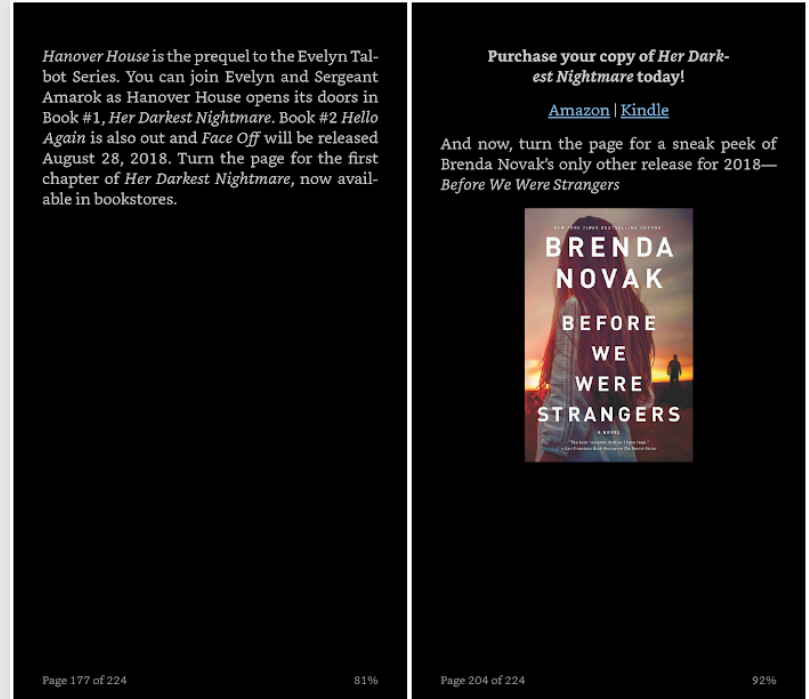 Hanover House is the prequel to the Evelyn Tal-
bot Series. You can join Evelyn and Sergeant
Amarok as Hanover House opens its doors in
Book #1, Her Darkest Nightmare. Book #2 Hello
Again is also out and Face Off will be released
August 28, 2018. Turn the page for the first
chapter of Her Darkest Nightmare, now avail-
able in bookstores.
Page 177 of 224
81%
Purchase your copy of Her Dark-
est Nightmare today!
Amazon | Kindle
And now, turn the page for a sneak peek of
Brenda Novak's only other release for 2018—
Before We Were Strangers
NEW YORK TIMES BESTSELLING AUTHOR
BRENDA
NOVAK
BEFORE
WE
WERE
STRANGERS
A NOVEL
Page 204 of 224
92%